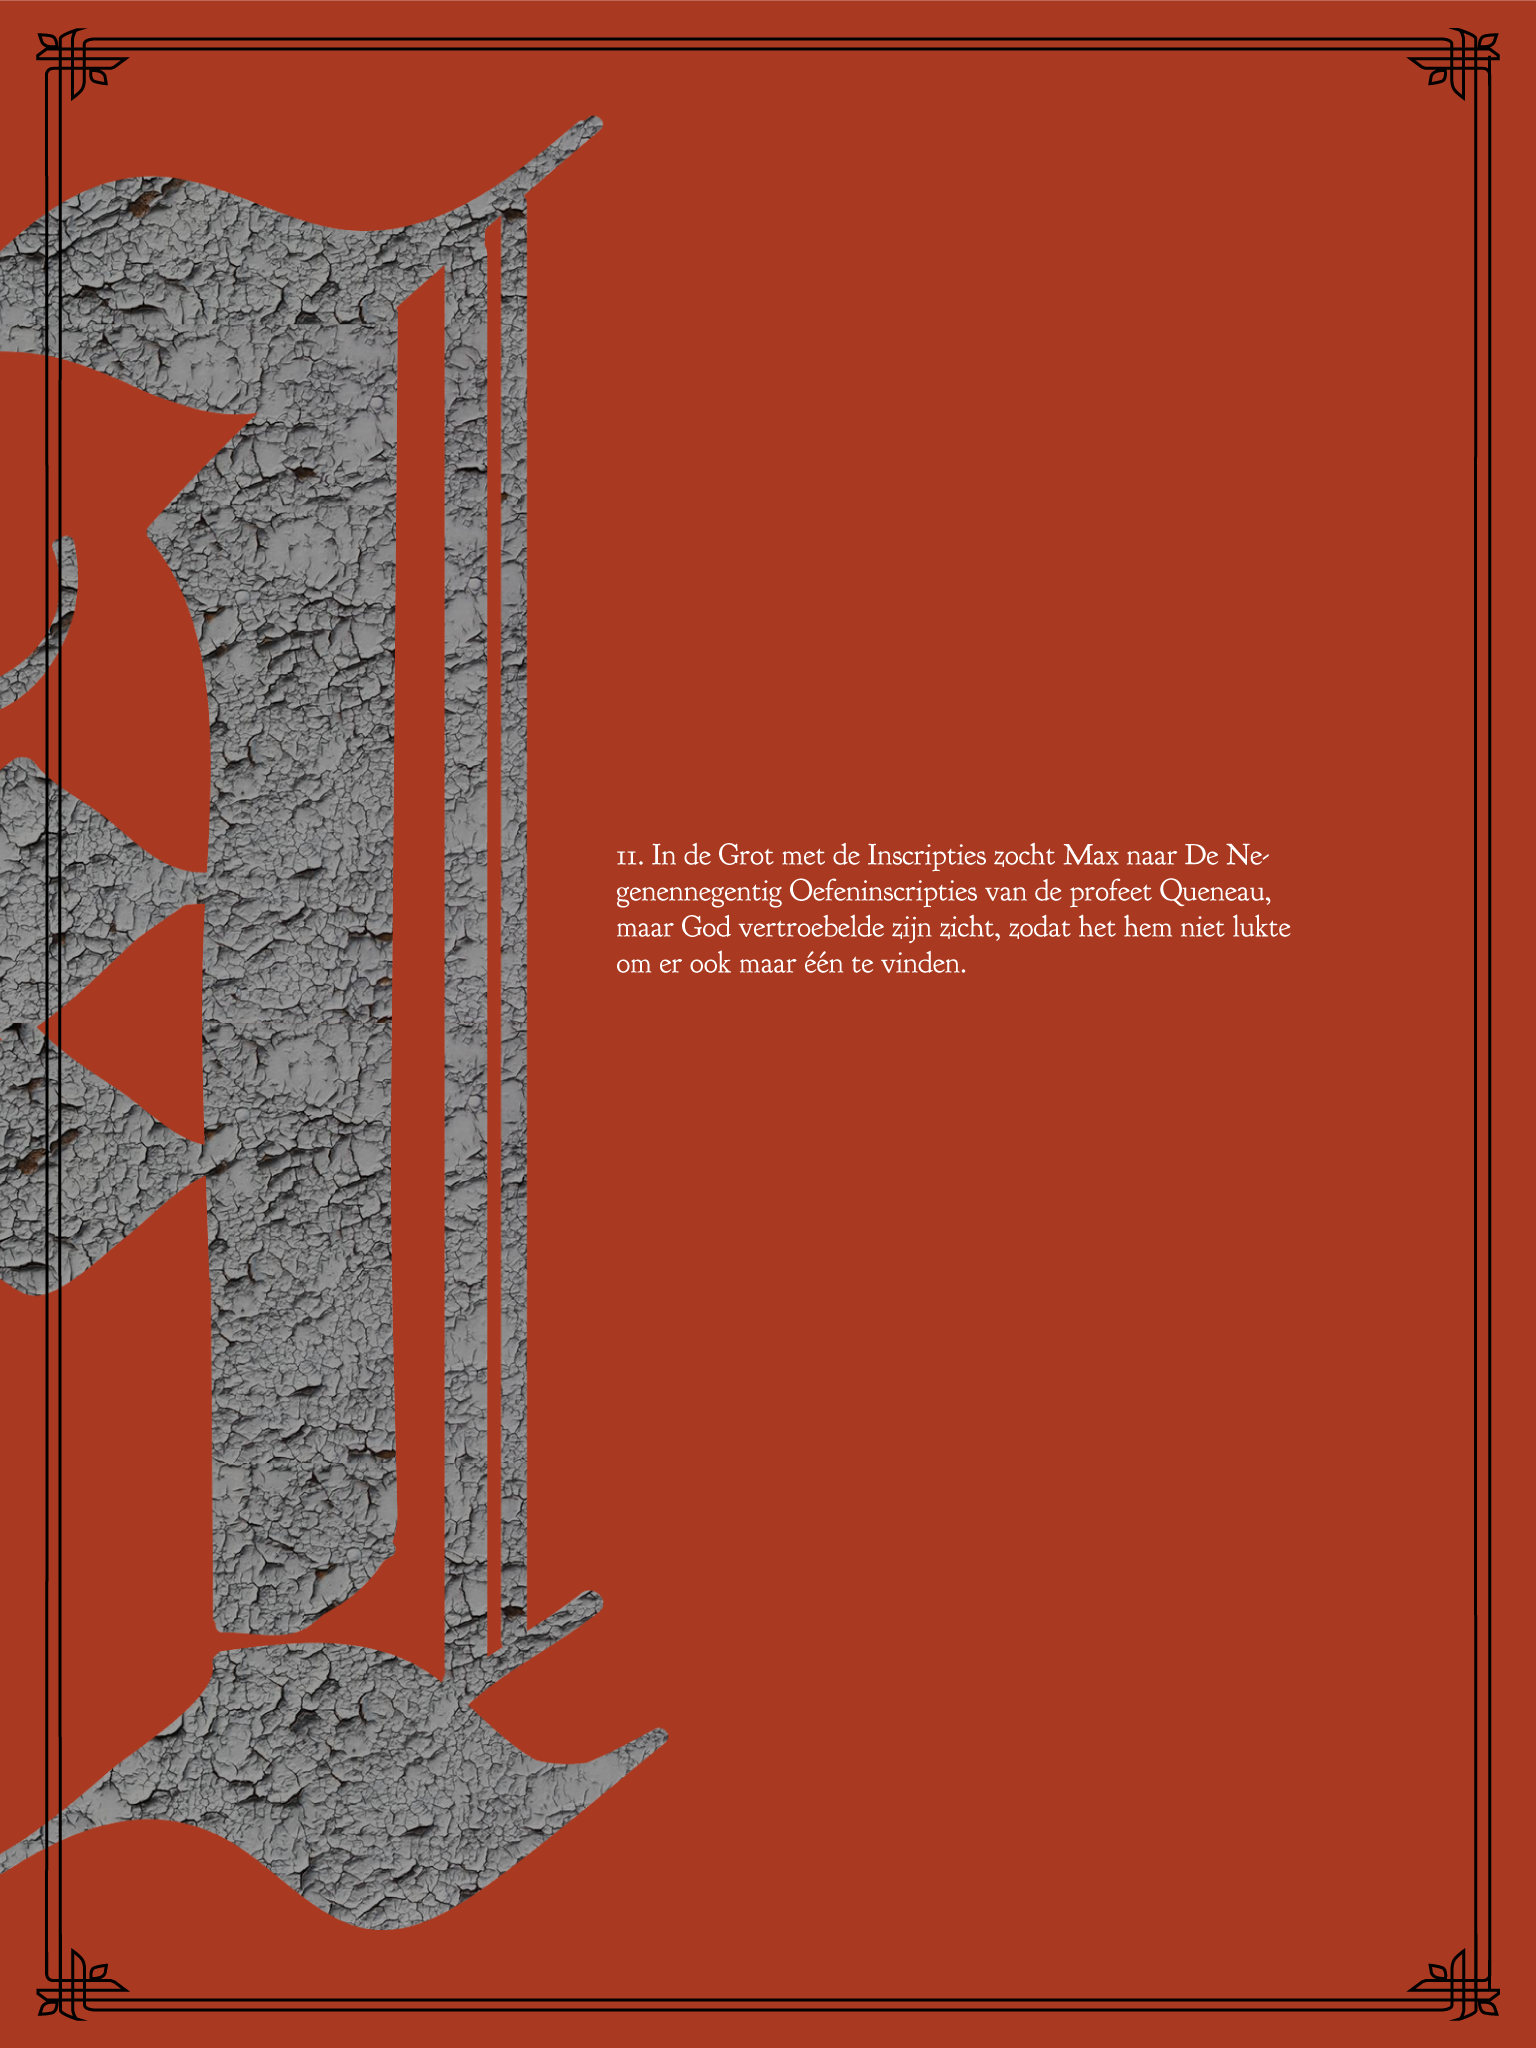 11. In de Grot met de Inscripties zocht Max naar De Ne-
genennegentig Oefeninscripties van de profeet Queneau,
maar God vertroebelde zijn zicht, zodat het hem niet lukte
om er ook maar één te vinden.